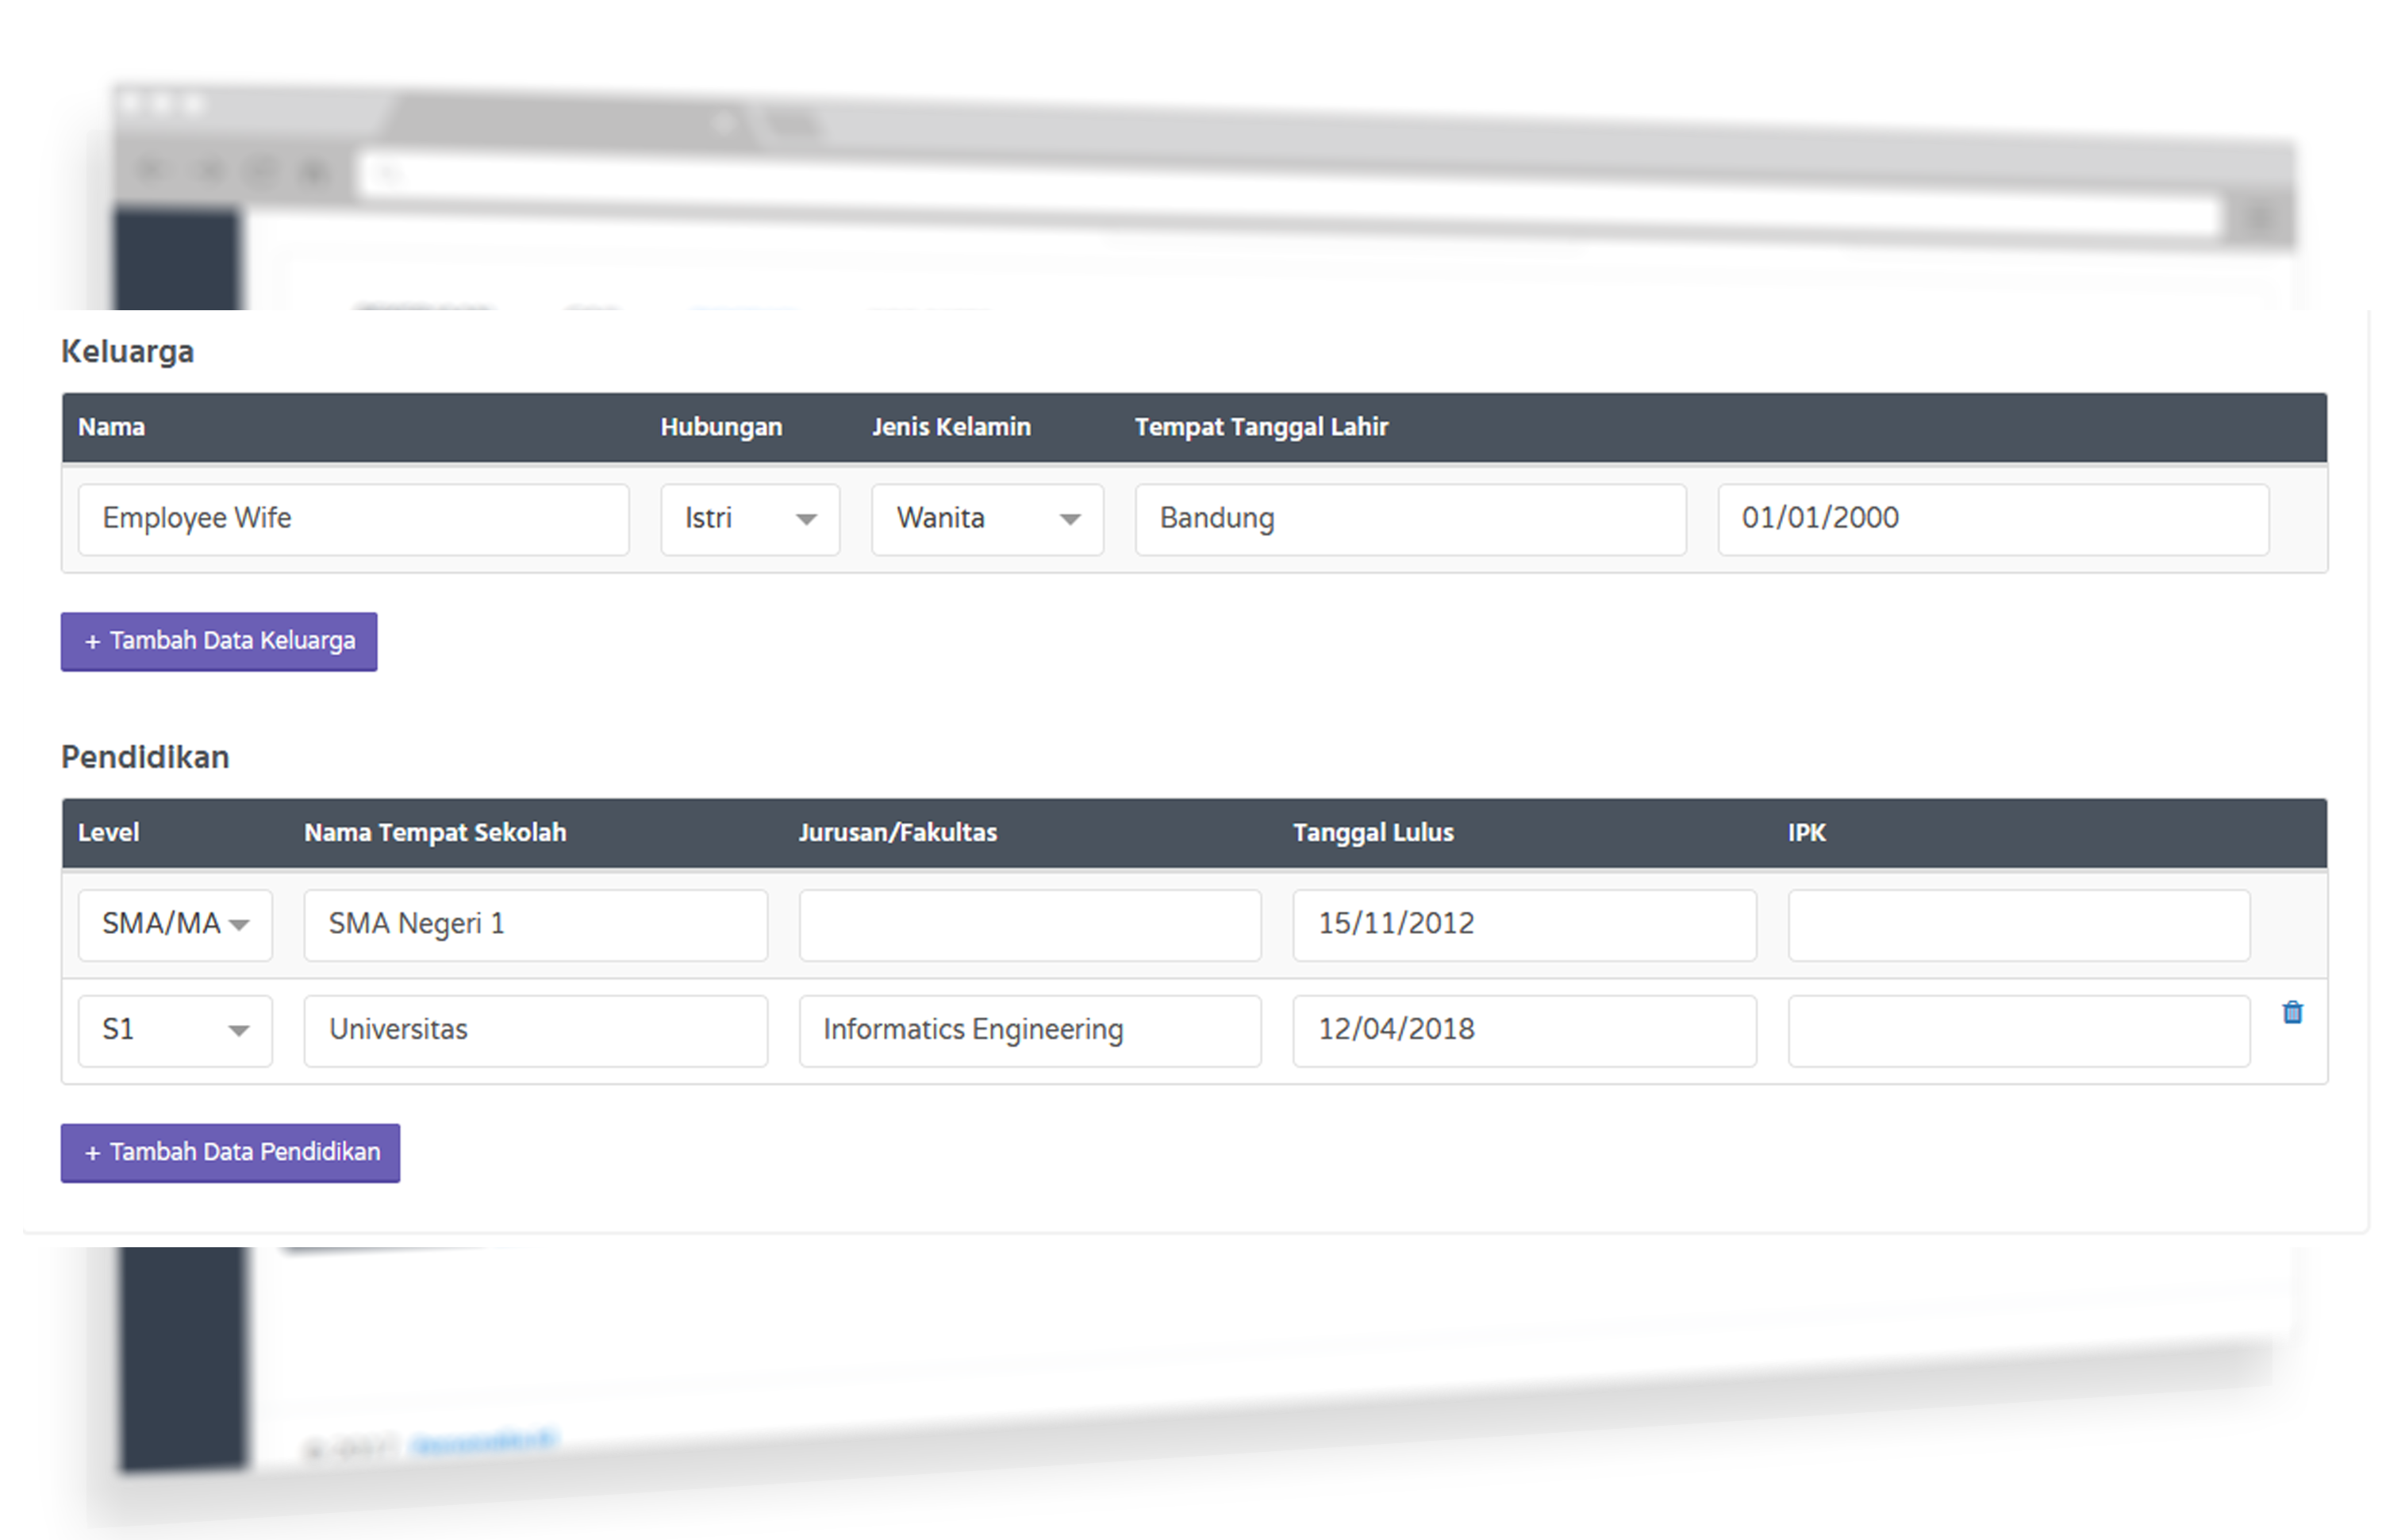 Keluarga
Nama Hubungan Jenis Kelamin Tempat Tanggal Lahir
Employee Wife Istri Wanita Bandung 01/01/2000
+ Tambah Data Keluarga
Pendidikan
Level Nama Tempat Sekolah Jurusan/Fakultas Tanggal Lulus IPK
SMA/MA SMA Negeri 1 15/11/2012
S1 Universitas Informatics Engineering 12/04/2018
+ Tambah Data Pendidikan